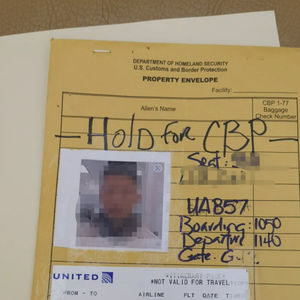 DEPARTMENT OF HOMELAND SECURITY
U.S. Customs and Border Protection
PROPERTY ENVELOPE
Facility:
Alien's Name
CBP 1-77
Baggage
Check Number
- HOLD FOR CBP -
Seat:
UA857
Boarding: 1050
Departure 1140
Gate: G
UNITED
*NOT VALID FOR TRAVEL*
FROM - TO AIRLINE FLT DATE TIME